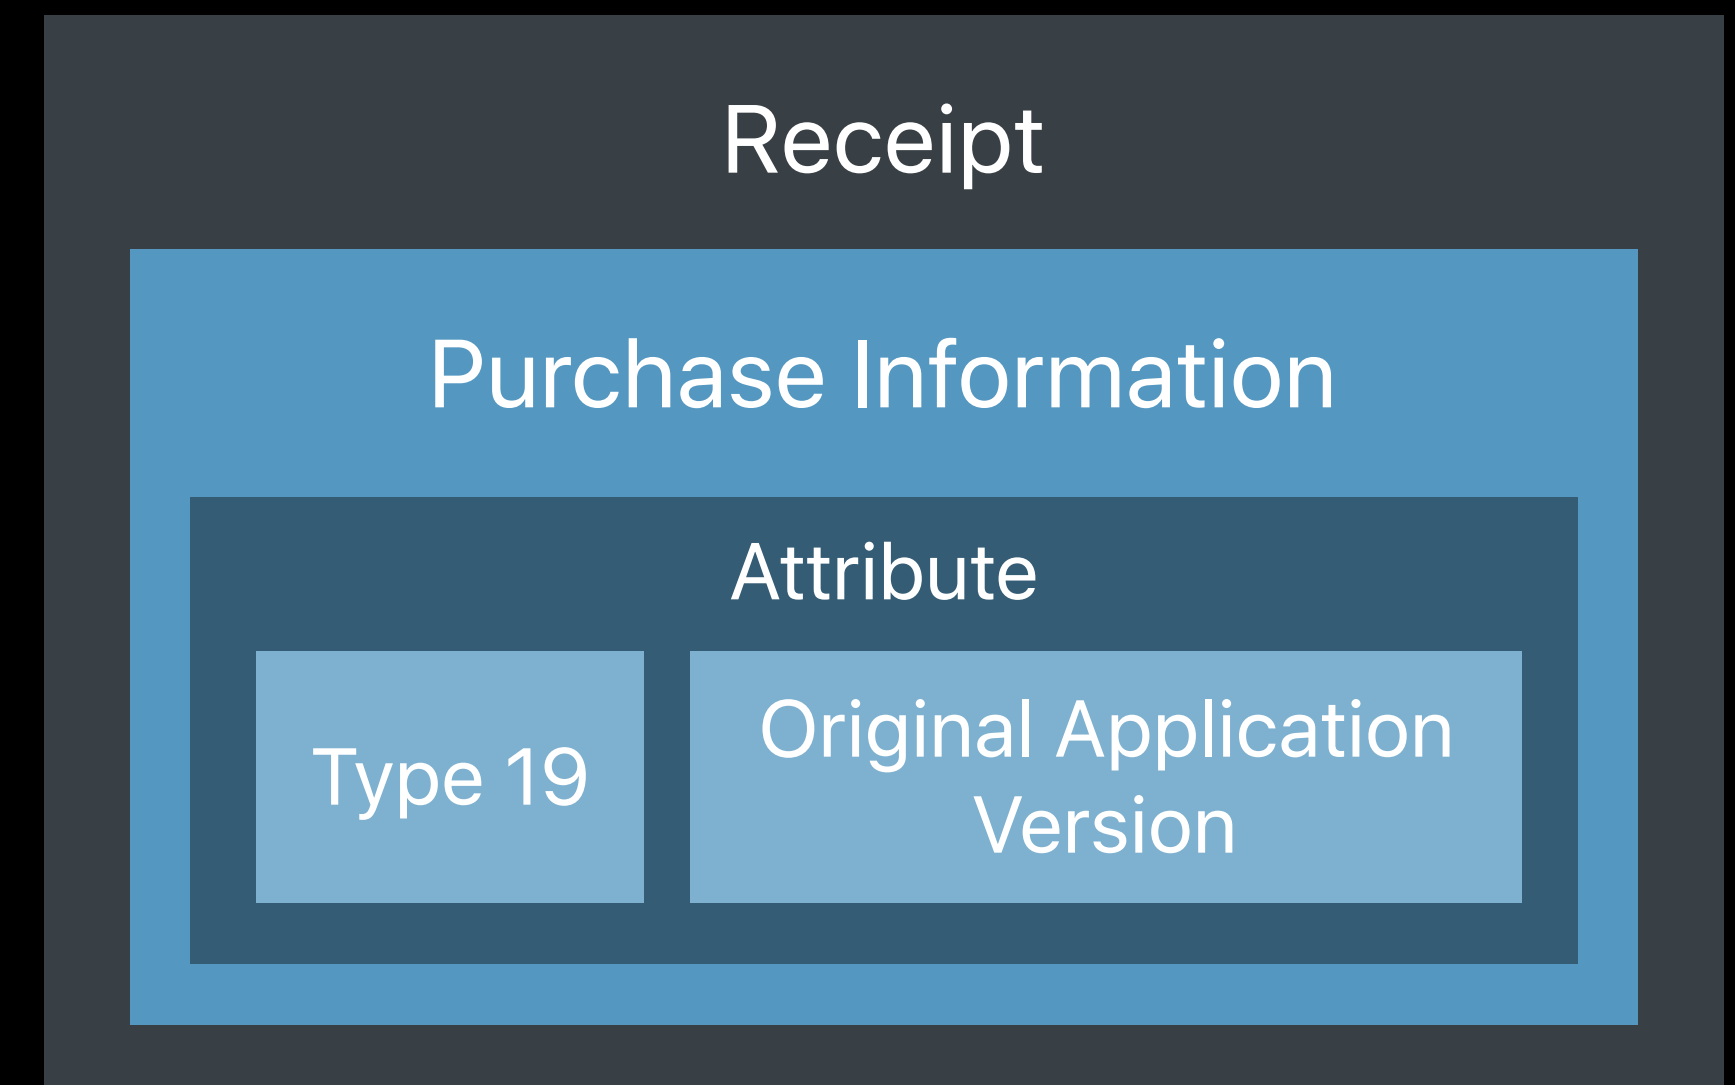 Receipt
Purchase Information
Attribute
Type 19
Original Application
Version